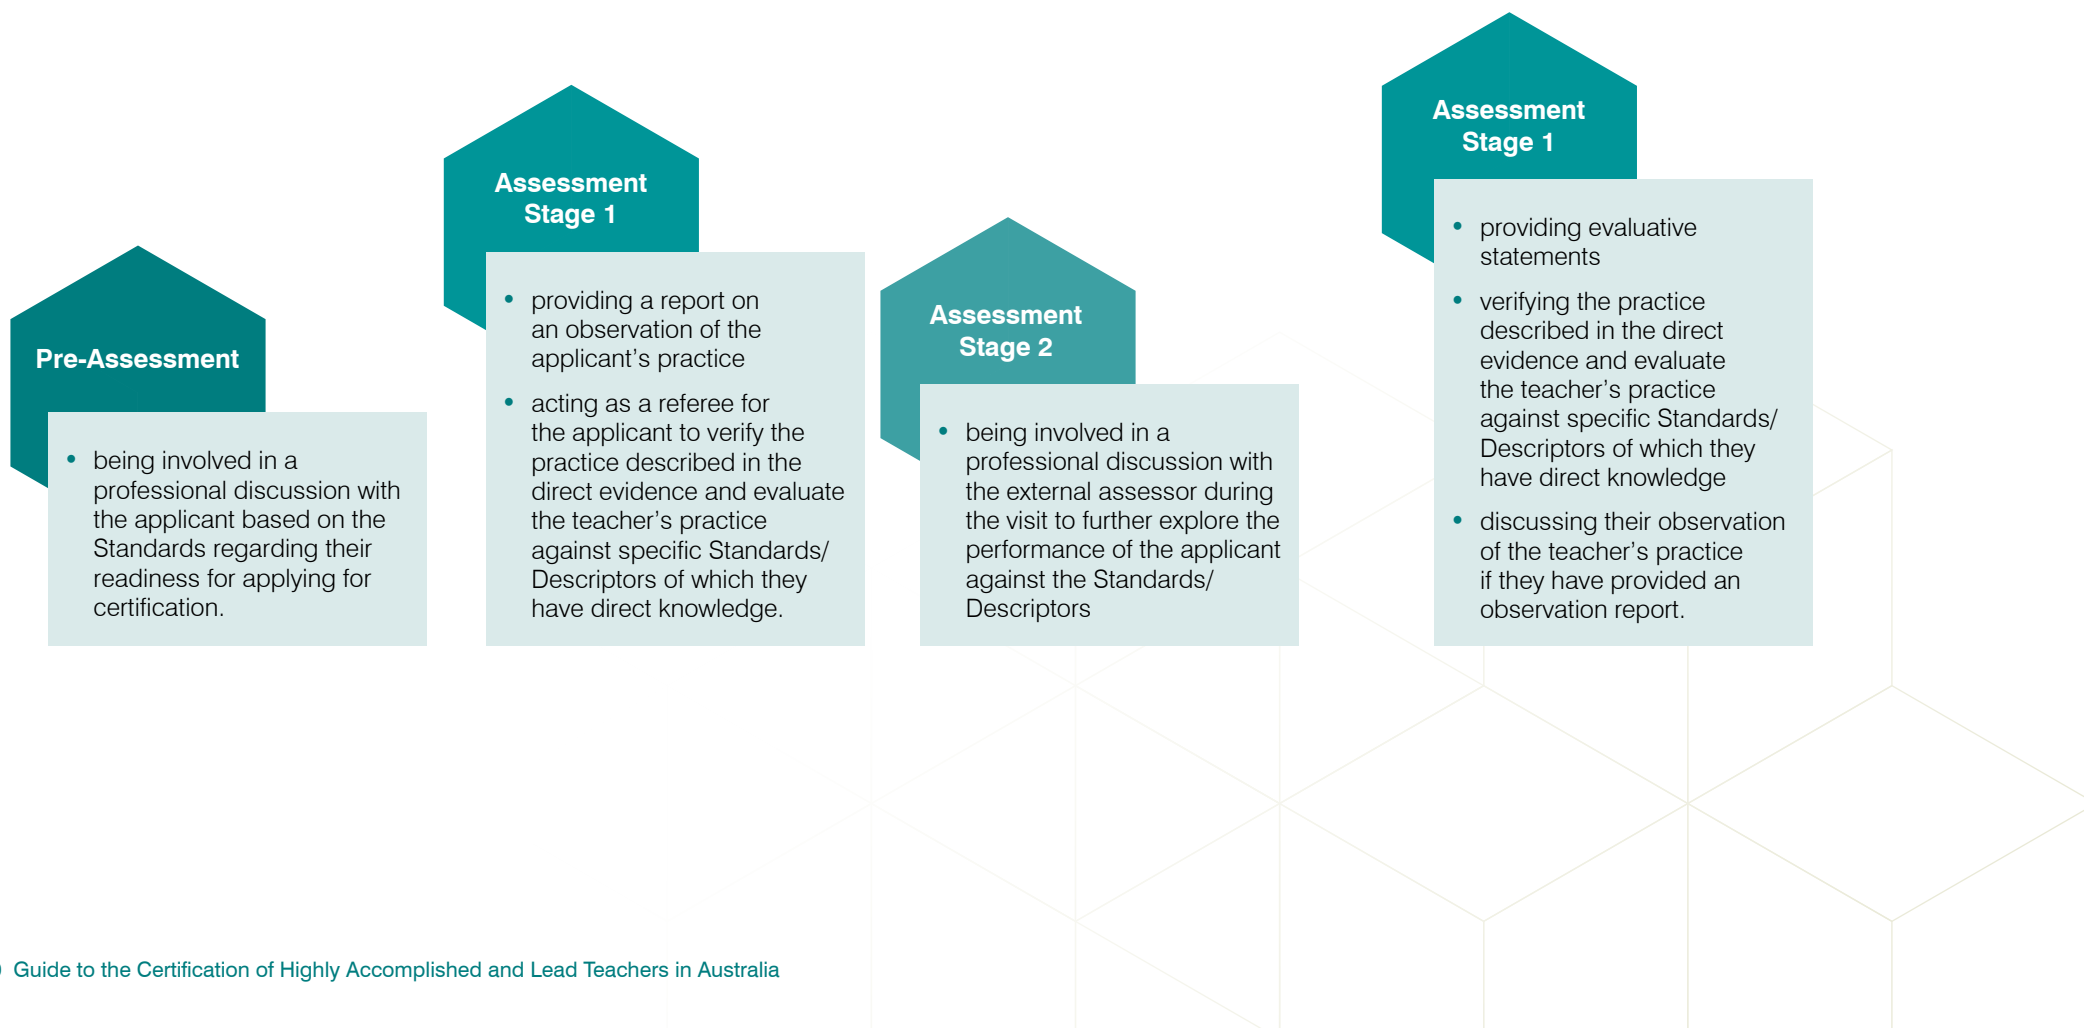 Pre-Assessment
• being involved in a
professional discussion with
the applicant based on the
Standards regarding their
readiness for applying for
certification.
Assessment
Stage 1
• providing a report on
an observation of the
applicant’s practice
• acting as a referee for
the applicant to verify the
practice described in the
direct evidence and evaluate
the teacher’s practice
against specific Standards/
Descriptors of which they
have direct knowledge.
Assessment
Stage 2
• being involved in a
professional discussion with
the external assessor during
the visit to further explore the
performance of the applicant
against the Standards/
Descriptors
Assessment
Stage 1
• providing evaluative
statements
• verifying the practice
described in the direct
evidence and evaluate
the teacher’s practice
against specific Standards/
Descriptors of which they
have direct knowledge
• discussing their observation
of the teacher’s practice
if they have provided an
observation report.
Guide to the Certification of Highly Accomplished and Lead Teachers in Australia